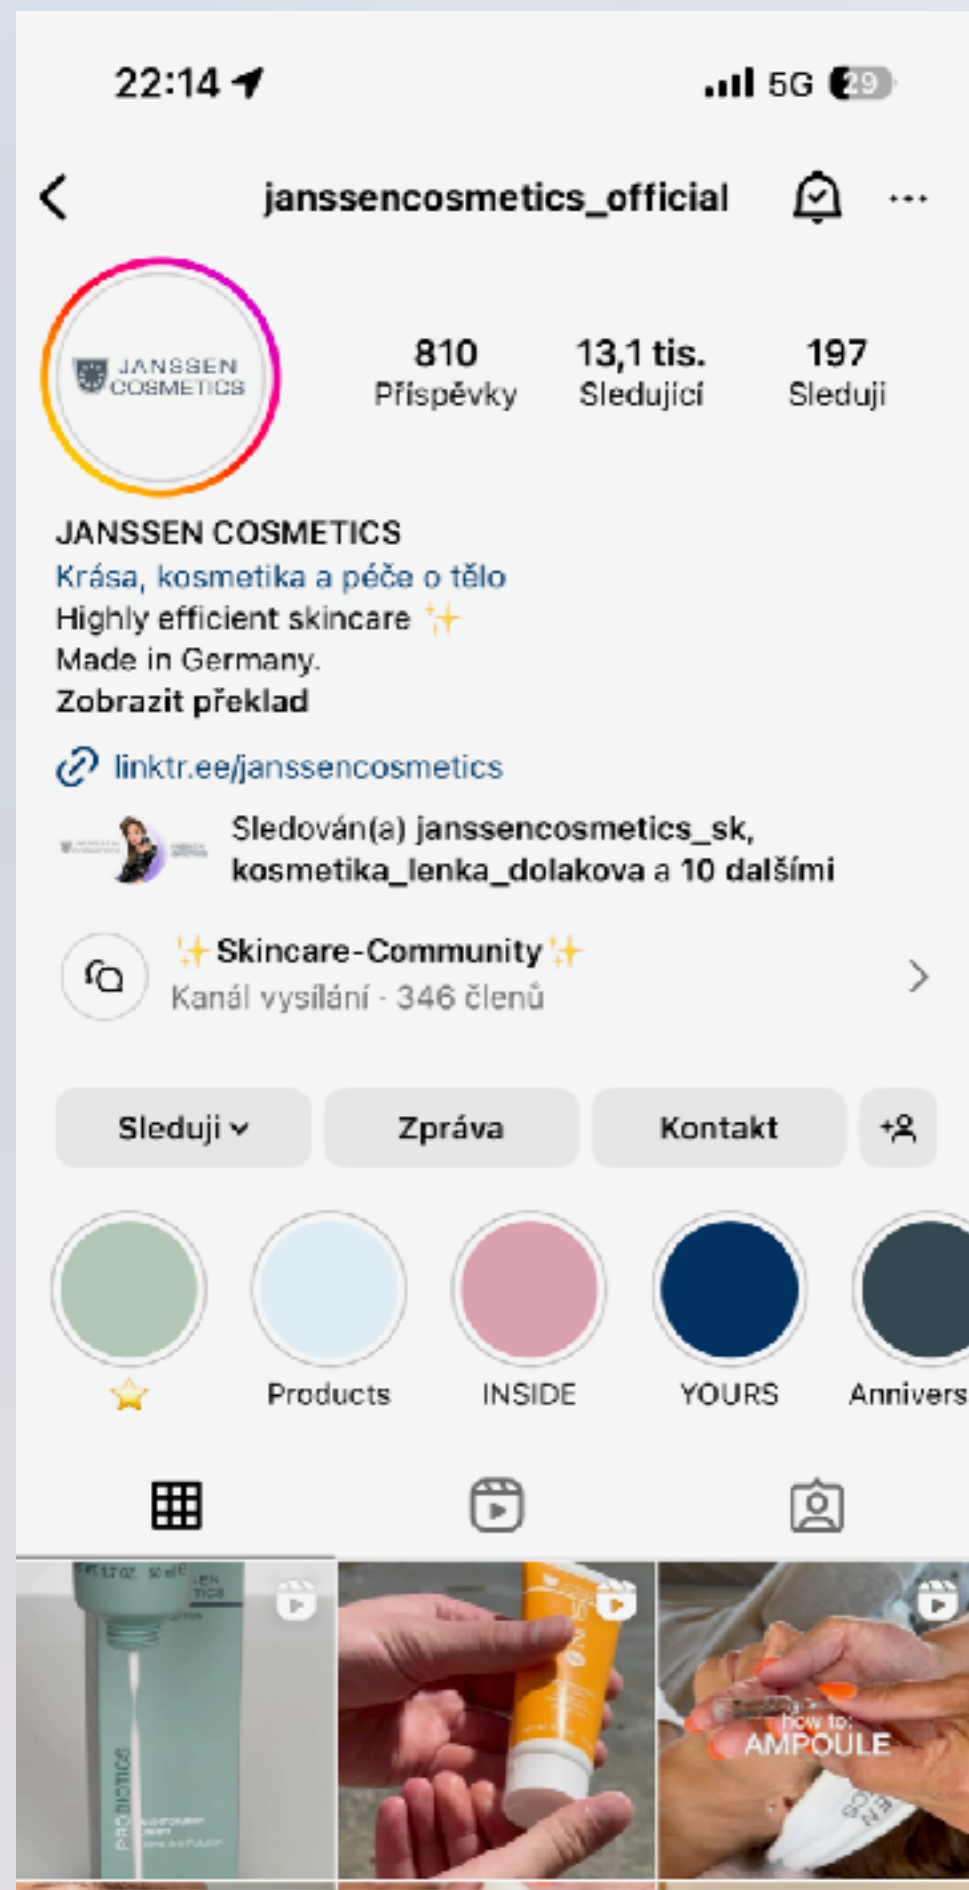 22:14
5G 29
janssencosmetics_official
JANSSEN
COSMETICS
810 13,1 tis. 197
Příspěvky Sledující Sleduji
JANSSEN COSMETICS
Krása, kosmetika a péče o tělo
Highly efficient skincare ✨
Made in Germany.
Zobrazit překlad
linktr.ee/janssencosmetics
Sledován(a) janssencosmetics_sk,
kosmetika_lenka_dolakova a 10 dalšími
✨Skincare-Community✨
Kanál vysílání · 346 členů
Sleduji Zpráva Kontakt
⭐ Products INSIDE YOURS Annivers
PROBIOTICS
SUN
how to:
AMPOULE